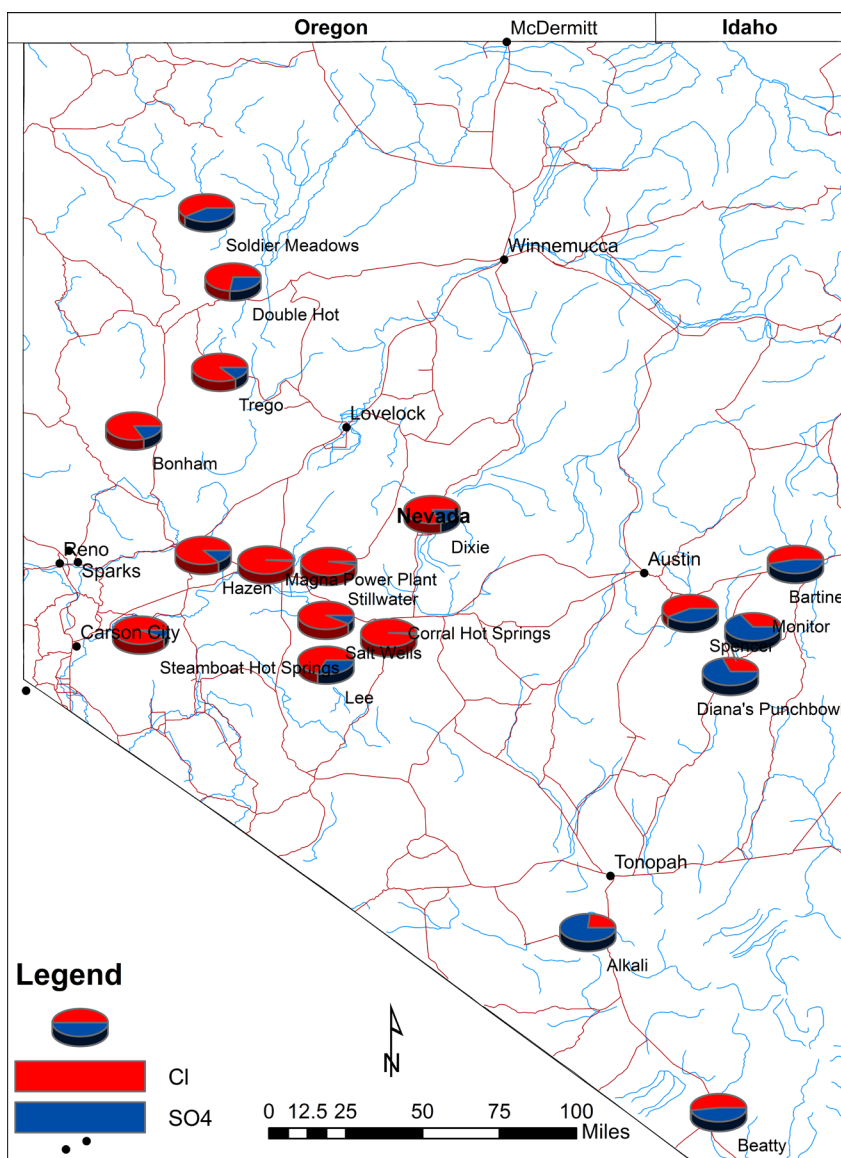 Oregon
McDermitt
Idaho
Soldier Meadows
Winnemucca
Double Hot
Trego
Lovelock
Bonham
Nevada
Dixie
Reno
Sparks
Austin
Hazen
Magna Power Plant
Stillwater
Bartine
Carson City
Corral Hot Springs
Monitor
Spencer
Salt Wells
Steamboat Hot Springs
Lee
Diana's Punchbowl
Tonopah
Alkali
Legend
N
Cl
SO4
0 12.5 25 50 75 100
Miles
Beatty